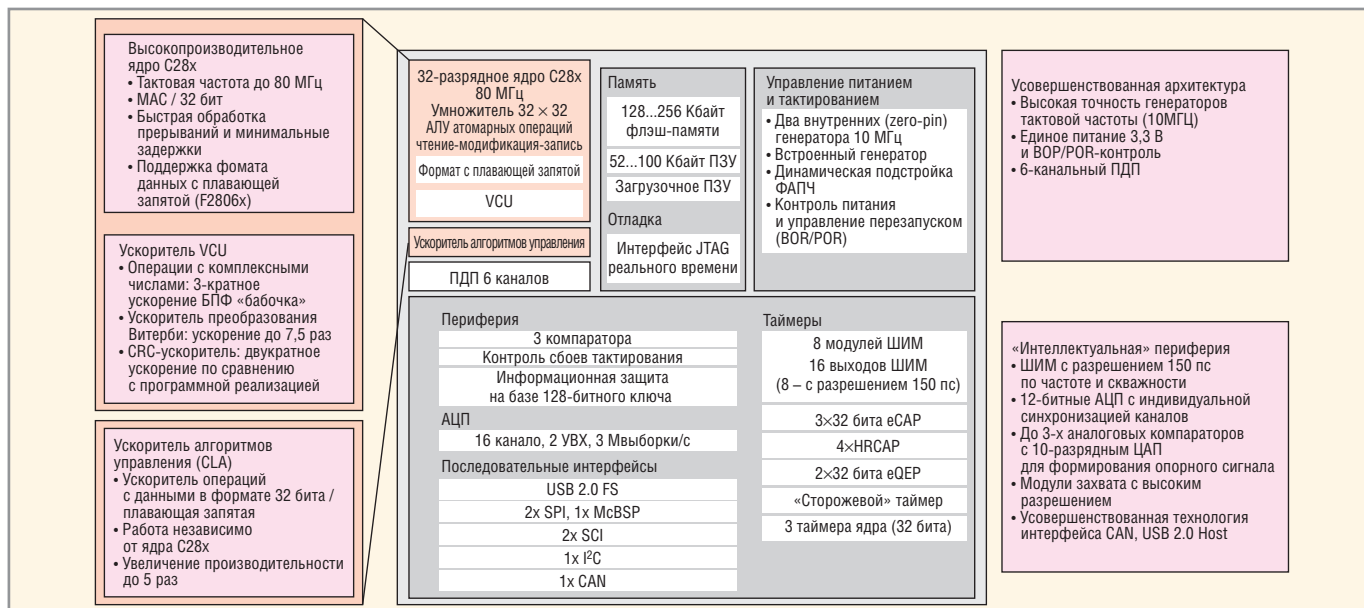 Высокопроизводительное
ядро C28x
• Тактовая частота до 80 МГц
• MAC / 32 бит
• Быстрая обработка
прерываний и минимальные
задержки
• Поддержка фомата
данных с плавающей
запятой (F2806x)
Ускоритель VCU
• Операции с комплексными
числами: 3-кратное
ускорение БПФ «бабочка»
• Ускоритель преобразования
Витерби: ускорение до 7,5 раз
• CRC-ускоритель: двукратное
ускорение по сравнению
с программной реализацией
Ускоритель алгоритмов
управления (CLA)
• Ускоритель операций
с данными в формате 32 бита /
плавающая запятая
• Работа независимо
от ядра C28x
• Увеличение производительности
до 5 раз
32-разрядное ядро C28x
80 МГц
Умножитель 32 × 32
АЛУ атомарных операций
чтение-модификация-запись
Формат с плавающей запятой
VCU
Ускоритель алгоритмов управления
ПДП 6 каналов
Память
128...256 Кбайт
флэш-памяти
52...100 Кбайт ПЗУ
Загрузочное ПЗУ
Отладка
Интерфейс JTAG
реального времени
Управление питанием
и тактированием
• Два внутренних (zero-pin)
генератора 10 МГц
• Встроенный генератор
• Динамическая подстройка
ФАПЧ
• Контроль питания
и управление перезапуском
(BOR/POR)
Периферия
3 компаратора
Контроль сбоев тактирования
Информационная защита
на базе 128-битного ключа
АЦП
16 канало, 2 УВХ, 3 Мвыборки/с
Последовательные интерфейсы
USB 2.0 FS
2x SPI, 1x McBSP
2x SCI
1x I²C
1x CAN
Таймеры
8 модулей ШИМ
16 выходов ШИМ
(8 – с разрешением 150 пс)
3×32 бита eCAP
4×HRCAP
2×32 бита eQEP
«Сторожевой» таймер
3 таймера ядра (32 бита)
Усовершенствованная архитектура
• Высокая точность генераторов
тактовой частоты (10МГЦ)
• Единое питание 3,3 В
и BOP/POR-контроль
• 6-канальный ПДП
«Интеллектуальная» периферия
• ШИМ с разрешением 150 пс
по частоте и скважности
• 12-битные АЦП с индивидуальной
синхронизацией каналов
• До 3-х аналоговых компараторов
с 10-разрядным ЦАП
для формирования опорного сигнала
• Модули захвата с высоким
разрешением
• Усовершенствованная технология
интерфейса CAN, USB 2.0 Host